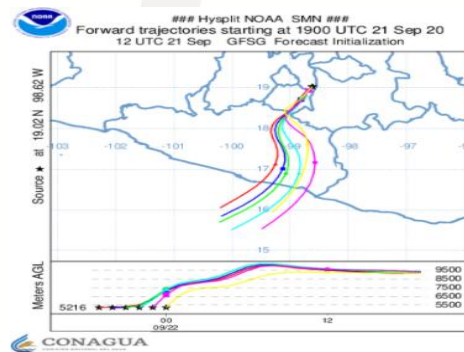 NOAA
### Hysplit NOAA SMN ###
Forward trajectories starting at 1900 UTC 21 Sep 20
12 UTC 21 Sep GFSG Forecast Initialization
Source ★ at 19.02 N 98.62 W
-103 -102 -101 -100 -99 -98 -97 -96
19
18
17
16
15
Meters AGL
5216
9500
8500
7500
6500
5500
00 12
09/22
CONAGUA